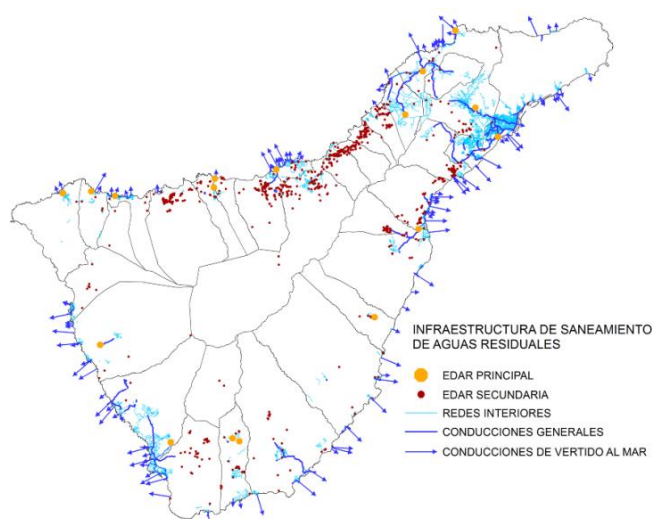 INFRAESTRUCTURA DE SANEAMIENTO
DE AGUAS RESIDUALES
EDAR PRINCIPAL
EDAR SECUNDARIA
REDES INTERIORES
CONDUCCIONES GENERALES
CONDUCCIONES DE VERTIDO AL MAR